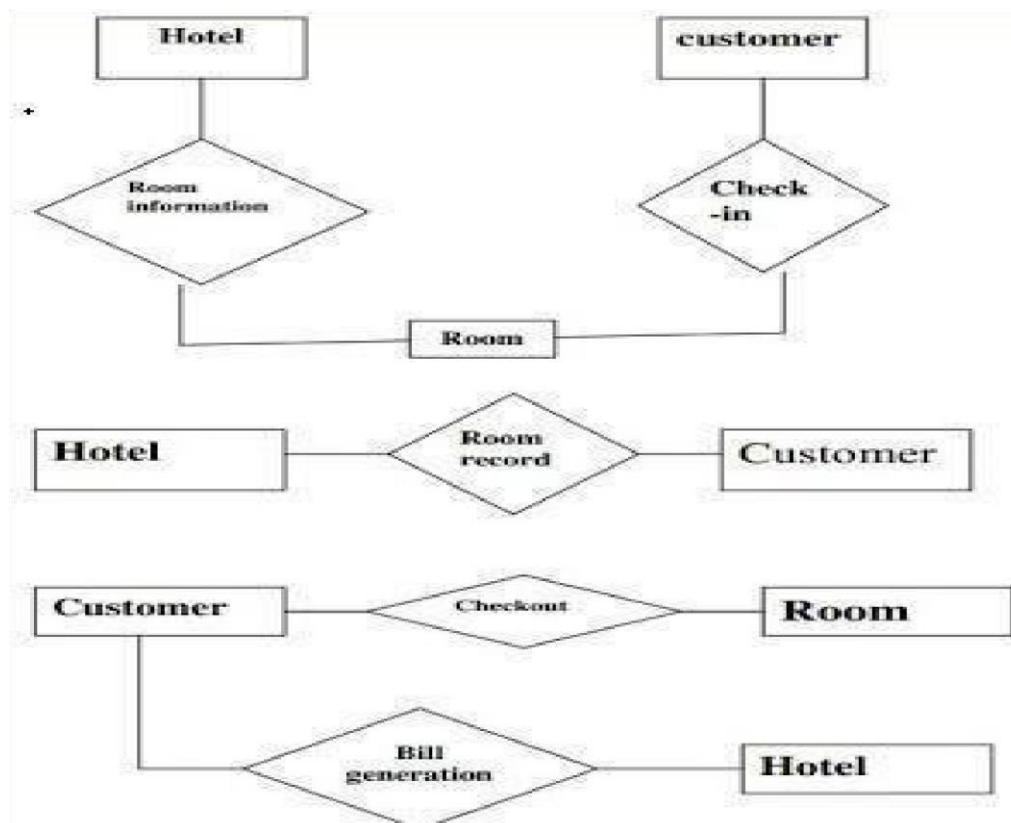 Hotel
customer
Room
information
Check
-in
Room
Hotel
Room
record
Customer
Customer
Checkout
Room
Bill
generation
Hotel